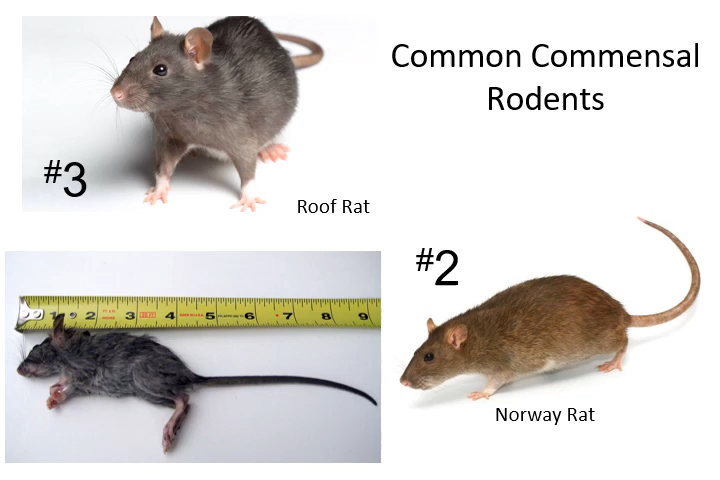 Common Commensal
Rodents
#3
Roof Rat
#2
Norway Rat
1 2 3 4 5 6 7 8 9